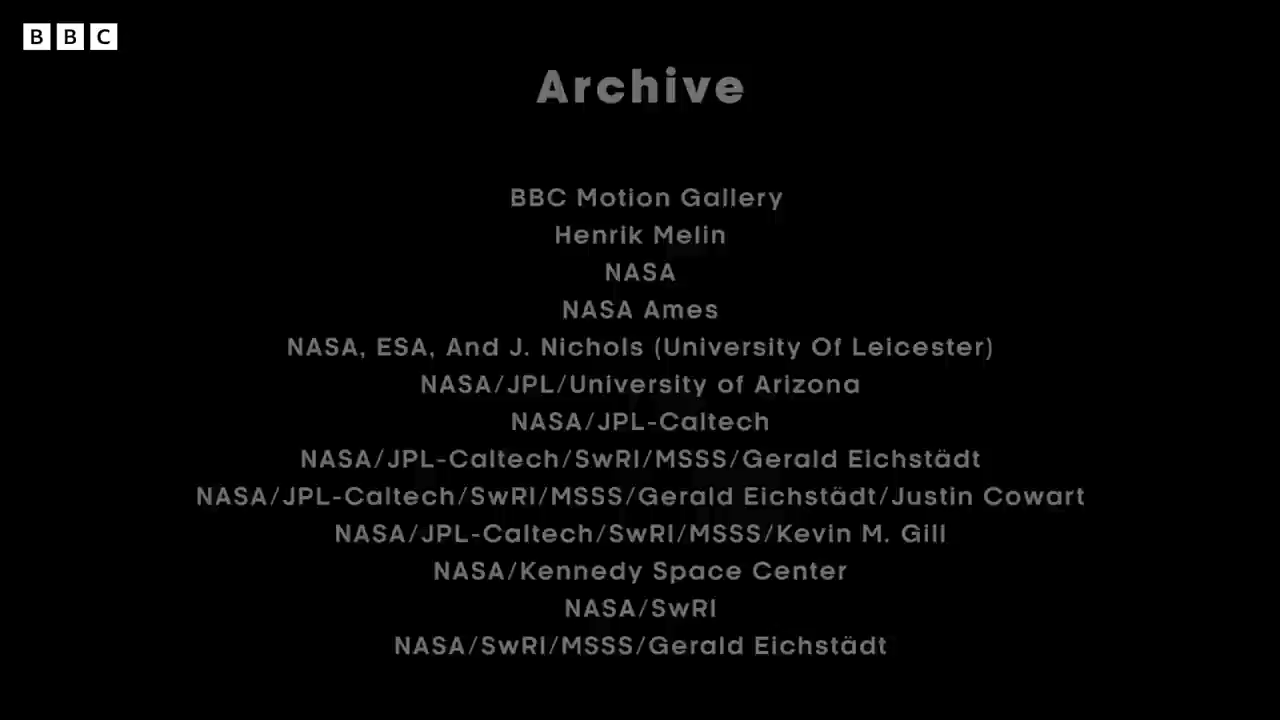 BBC
Archive
BBC Motion Gallery
Henrik Melin
NASA
NASA Ames
NASA, ESA, And J. Nichols (University Of Leicester)
NASA/JPL/University of Arizona
NASA/JPL-Caltech
NASA/JPL-Caltech/SwRI/MSSS/Gerald Eichstädt
NASA/JPL-Caltech/SwRI/MSSS/Gerald Eichstädt/Justin Cowart
NASA/JPL-Caltech/SwRI/MSSS/Kevin M. Gill
NASA/Kennedy Space Center
NASA/SwRI
NASA/SwRI/MSSS/Gerald Eichstädt